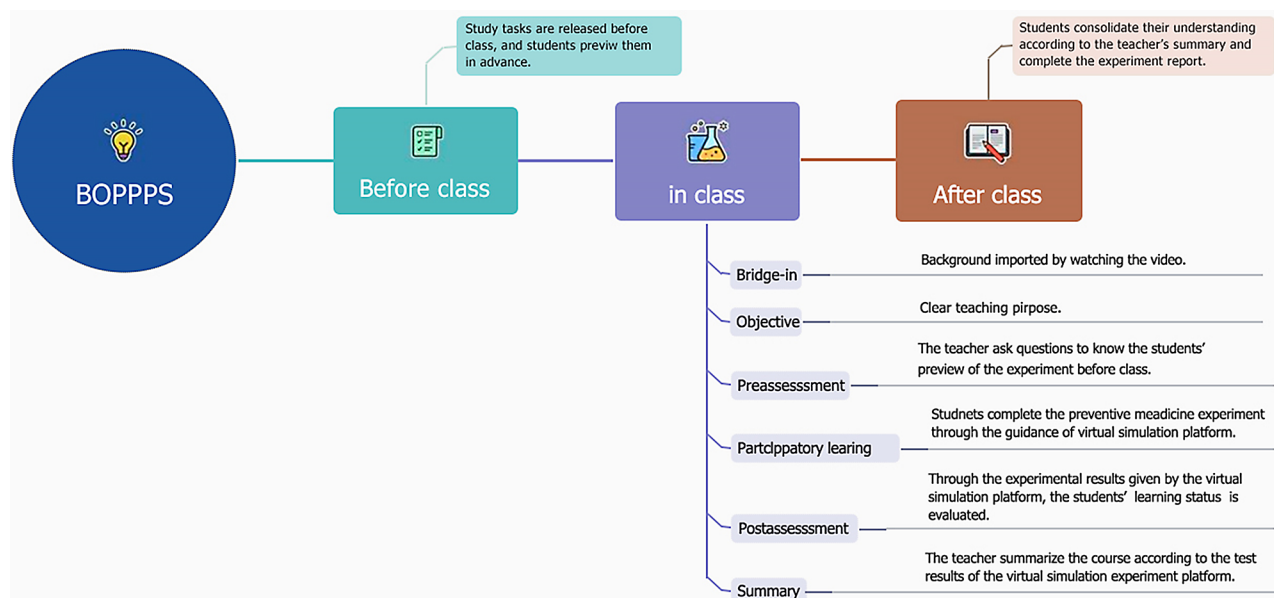 Study tasks are released before
class, and students previw them
in advance.
Students consolidate their understanding
according to the teacher's summary and
complete the experiment report.
BOPPPS
Before class
in class
After class
Bridge-in
Background imported by watching the video.
Objective
Clear teaching pirpose.
Preassesssment
The teacher ask questions to know the students'
preview of the experiment before class.
Partclppatory learing
Studnets complete the preventive meadicine experiment
through the guidance of virtual simulation platform.
Postassesssment
Through the experimental results given by the virtual
simulation platform, the students' learning status is
evaluated.
Summary
The teacher summarize the course according to the test
results of the virtual simulation experiment platform.